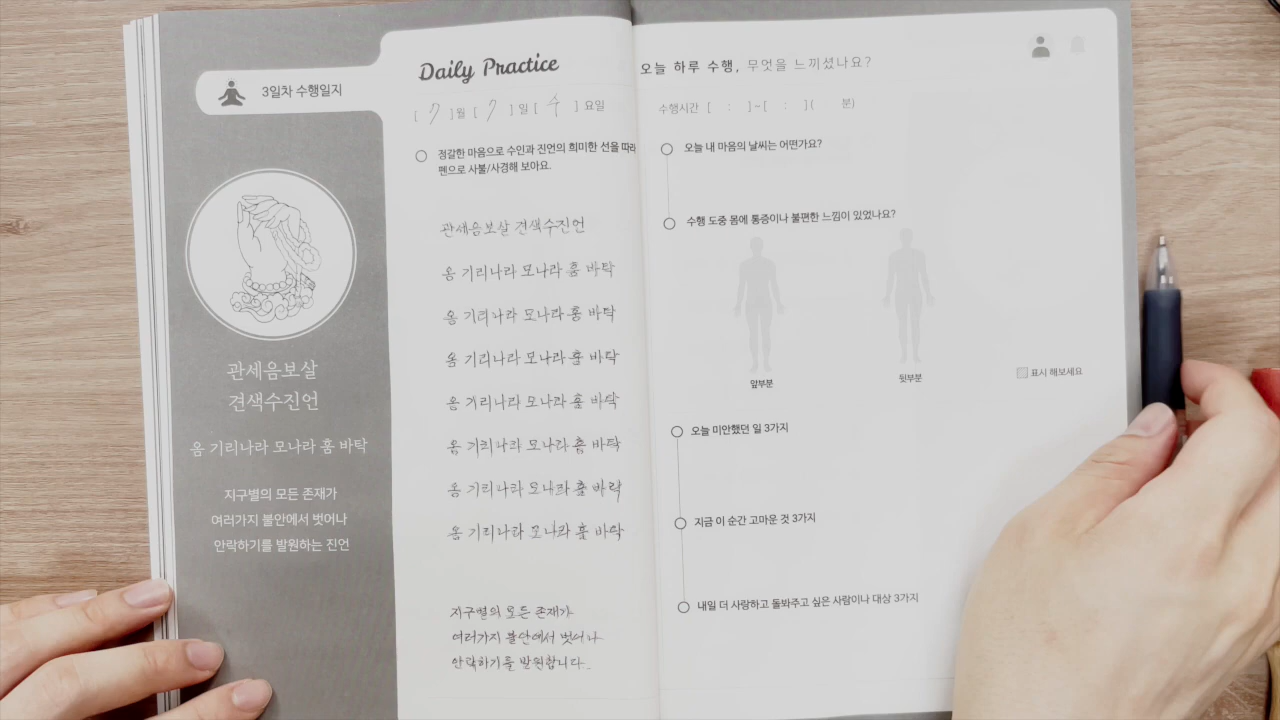 3일차 수행일지
관세음보살
견색수진언
옴 기리나라 모나라 훔 바탁
지구별의 모든 존재가
여러가지 불안에서 벗어나
안락하기를 발원하는 진언
Daily Practice
[ 7 ]월 [ 7 ]일 [ 수 ] 요일
정갈한 마음으로 수인과 진언의 희미한 선을 따라
펜으로 사불/사경해 보아요.
관세음보살 견색수진언
옴 기리나라 모나라 훔 바탁
옴 기리나라 모나라 훔 바탁
옴 기리나라 모나라 훔 바탁
옴 기리나라 모나라 훔 바탁
옴 기리나라 모나라 훔 바탁
옴 기리나라 모나라 훔 바탁
옴 기리나라 모나라 훔 바탁
지구별의 모든 존재가
여러가지 불안에서 벗어나
안락하기를 발원합니다.
오늘 하루 수행, 무엇을 느끼셨나요?
수행시간 [ : ]-[ : ]( 분)
오늘 내 마음의 날씨는 어떤가요?
수행 도중 몸에 통증이나 불편한 느낌이 있었나요?
앞부분
뒷부분
표시 해보세요
오늘 미안했던 일 3가지
지금 이 순간 고마운 것 3가지
내일 더 사랑하고 돌봐주고 싶은 사람이나 대상 3가지